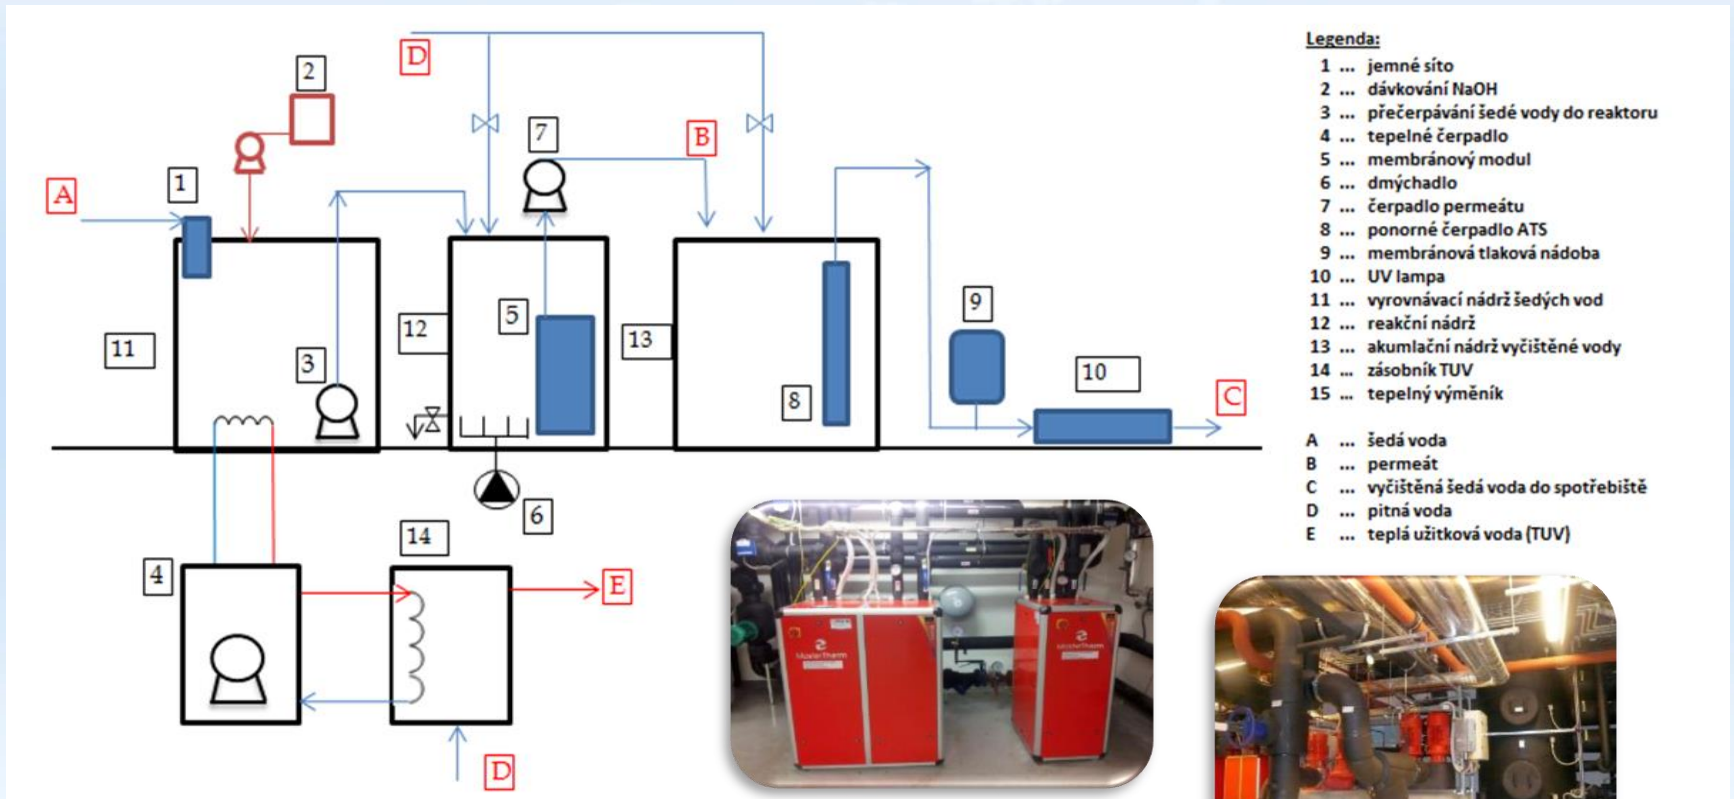 D
2
7
B
A
1
5
12
13
11
3
9
8
10
C
6
14
4
E
D
Legenda:
1 ... jemné síto
2 ... dávkování NaOH
3 ... přečerpávání šedé vody do reaktoru
4 ... tepelné čerpadlo
5 ... membránový modul
6 ... dmýchadlo
7 ... čerpadlo permeátu
8 ... ponorné čerpadlo ATS
9 ... membránová tlaková nádoba
10 ... UV lampa
11 ... vyrovnávací nádrž šedých vod
12 ... reakční nádrž
13 ... akumlační nádrž vyčištěné vody
14 ... zásobník TUV
15 ... tepelný výměník
A ... šedá voda
B ... permeát
C ... vyčištěná šedá voda do spotřebiště
D ... pitná voda
E ... teplá užitková voda (TUV)
MasterTherm
MasterTherm